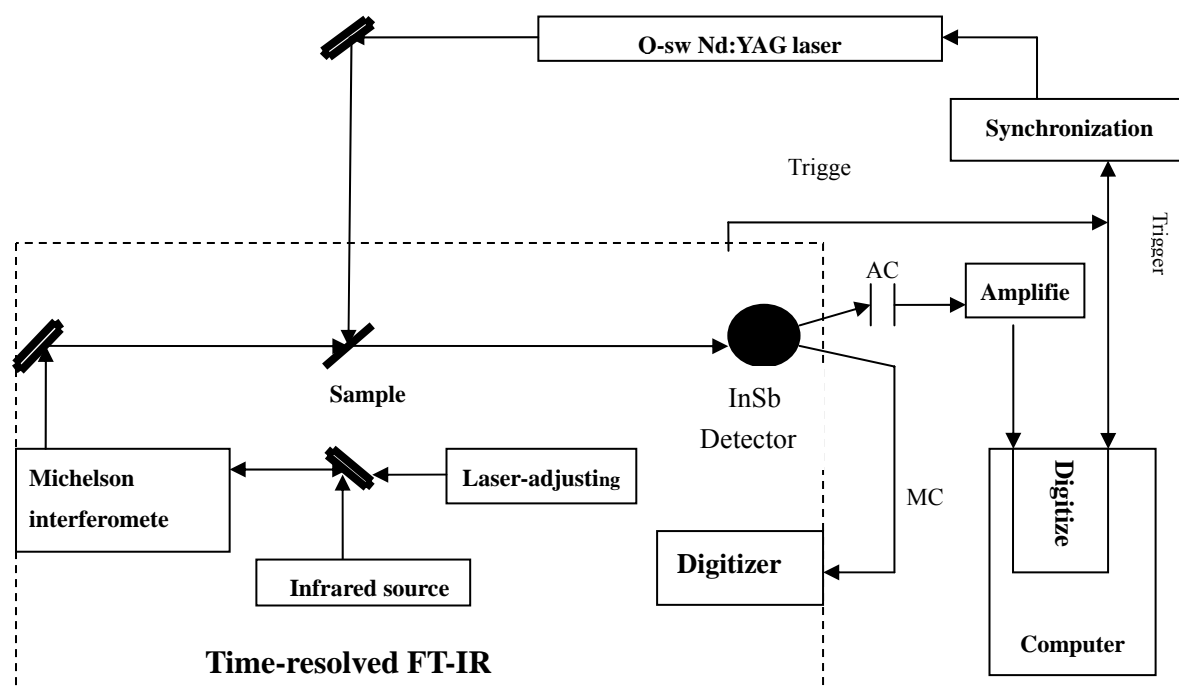 O-sw Nd:YAG laser
Synchronization
Trigge
Trigger
AC
Amplifie
Sample
InSb
Detector
Michelson
interferomete
Laser-adjusting
MC
Digitize
Digitizer
Infrared source
Computer
Time-resolved FT-IR